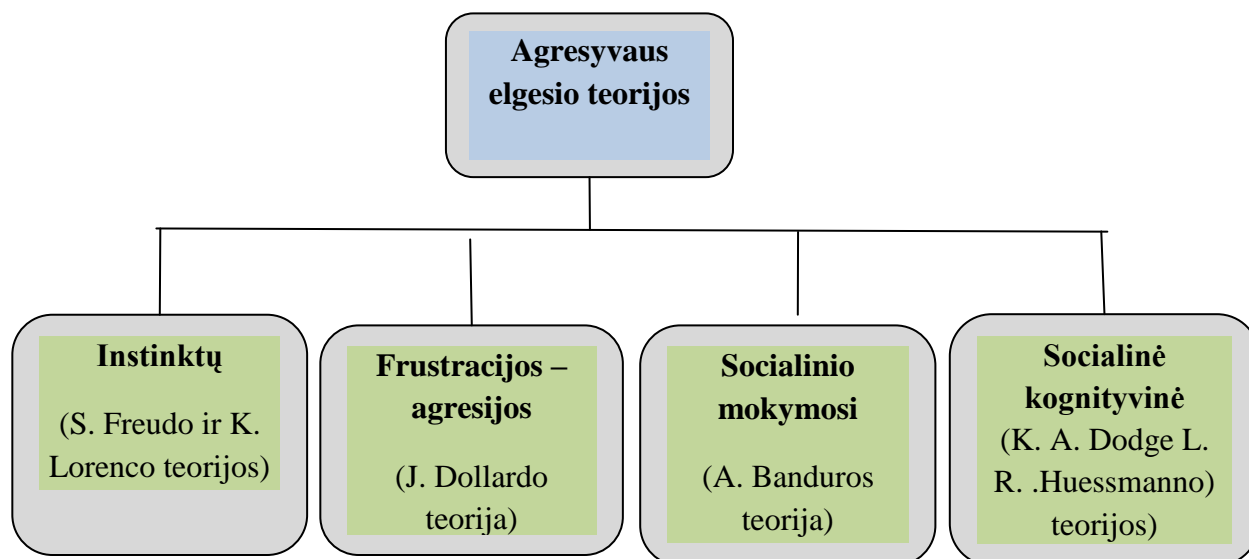 Agresyvaus
elgesio teorijos
Instinktų
(S. Freudo ir K.
Lorenco teorijos)
Frustracijos –
agresijos
(J. Dollardo
teorija)
Socialinio
mokymosi
(A. Banduros
teorija)
Socialinė
kognityvinė
(K. A. Dodge L.
R. .Huessmanno)
teorijos)